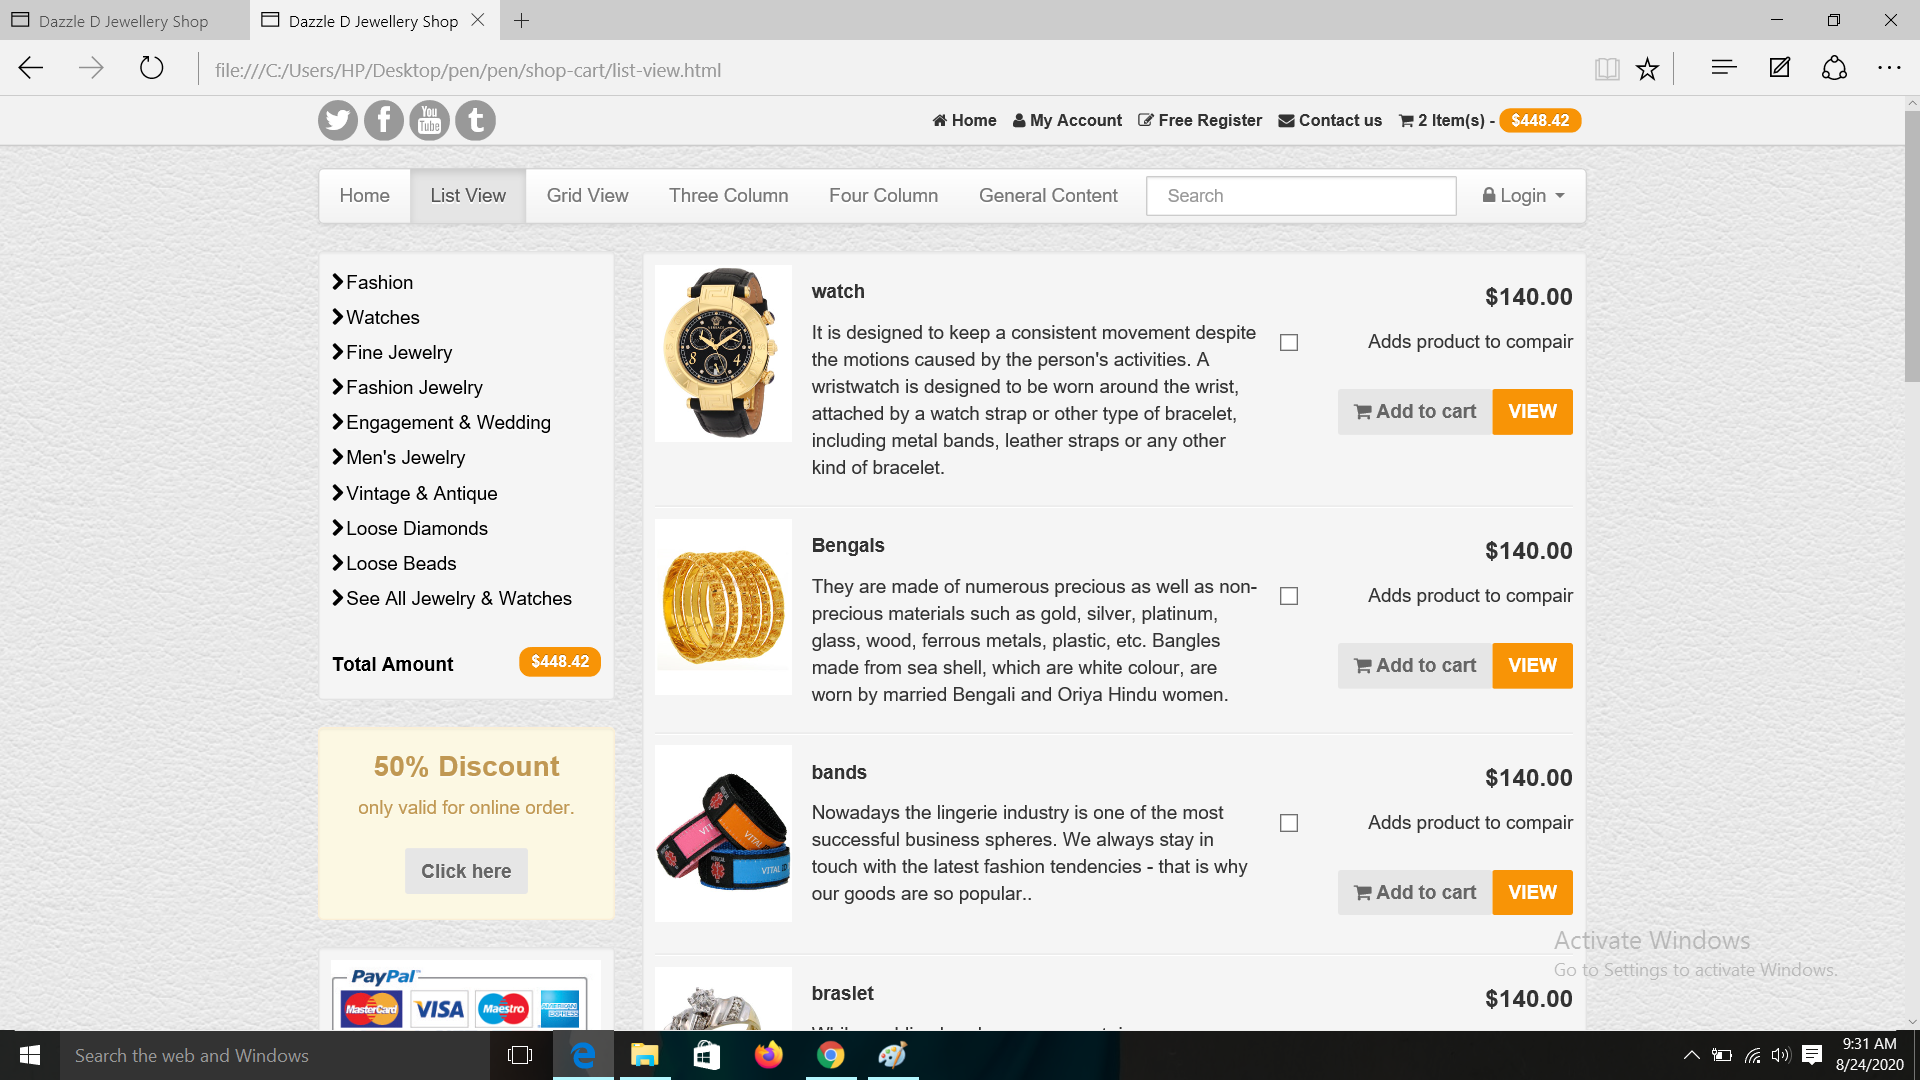 Dazzle D Jewellery Shop
Dazzle D Jewellery Shop
file:///C:/Users/HP/Desktop/pen/pen/shop-cart/list-view.html
You
Tube
Home
My Account
Free Register
Contact us
2 Item(s) - $448.42
Home
List View
Grid View
Three Column
Four Column
General Content
Search
Login
Fashion
Watches
Fine Jewelry
Fashion Jewelry
Engagement & Wedding
Men's Jewelry
Vintage & Antique
Loose Diamonds
Loose Beads
See All Jewelry & Watches
Total Amount $448.42
50% Discount
only valid for online order.
Click here
PayPal
MasterCard VISA Maestro AMERICAN EXPRESS
8 4
watch
$140.00
It is designed to keep a consistent movement despite
the motions caused by the person's activities. A
wristwatch is designed to be worn around the wrist,
attached by a watch strap or other type of bracelet,
including metal bands, leather straps or any other
kind of bracelet.
Adds product to compair
Add to cart VIEW
Bengals
$140.00
They are made of numerous precious as well as non-
precious materials such as gold, silver, platinum,
glass, wood, ferrous metals, plastic, etc. Bangles
made from sea shell, which are white colour, are
worn by married Bengali and Oriya Hindu women.
Adds product to compair
Add to cart VIEW
bands
$140.00
Nowadays the lingerie industry is one of the most
successful business spheres. We always stay in
touch with the latest fashion tendencies - that is why
our goods are so popular..
Adds product to compair
Add to cart VIEW
braslet
$140.00
Activate Windows
Go to Settings to activate Windows.
Search the web and Windows
9:31 AM
8/24/2020